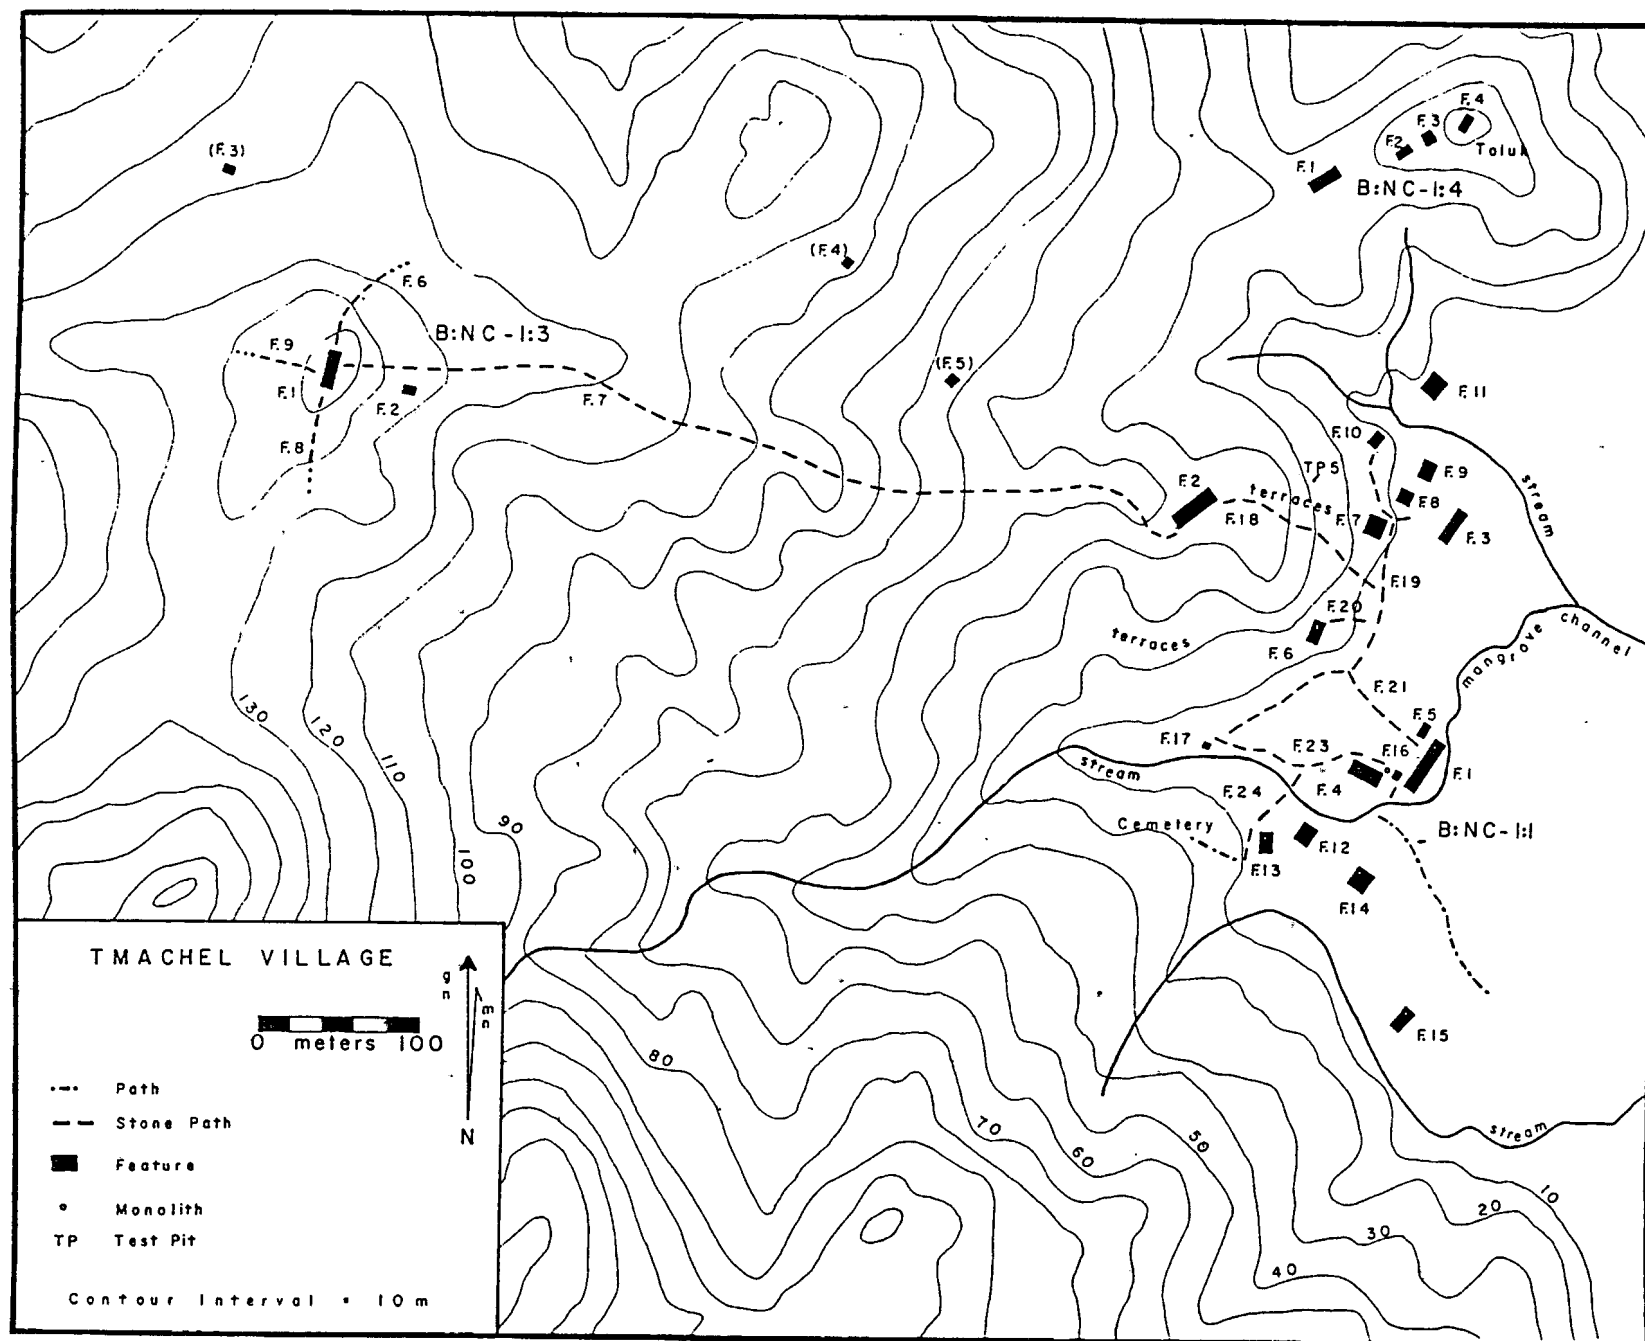 F.4
F.3
F.2
Toluk
F.1
B:NC-1:4
(F.3)
(F.4)
F.6
B:NC-1:3
F.9
F.1
F.2
F.7
F.8
(F.5)
F.11
F.10
TP5
F.9
F.8
F.2
terraces
F.18
F.7
F.3
stream
F.19
F.20
terraces
F.6
mangrove channel
F.21
F.5
F.17
F.23
F.16
stream
F.4
F.1
F.24
Cemetery
F.12
B:NC-1:1
F.13
F.14
F.15
stream
130
120
110
100
90
80
70
60
50
40
30
20
10
TMACHEL VILLAGE
gn
mn
0 meters 100
N
Path
Stone Path
Feature
Monolith
TP Test Pit
Contour Interval = 10m